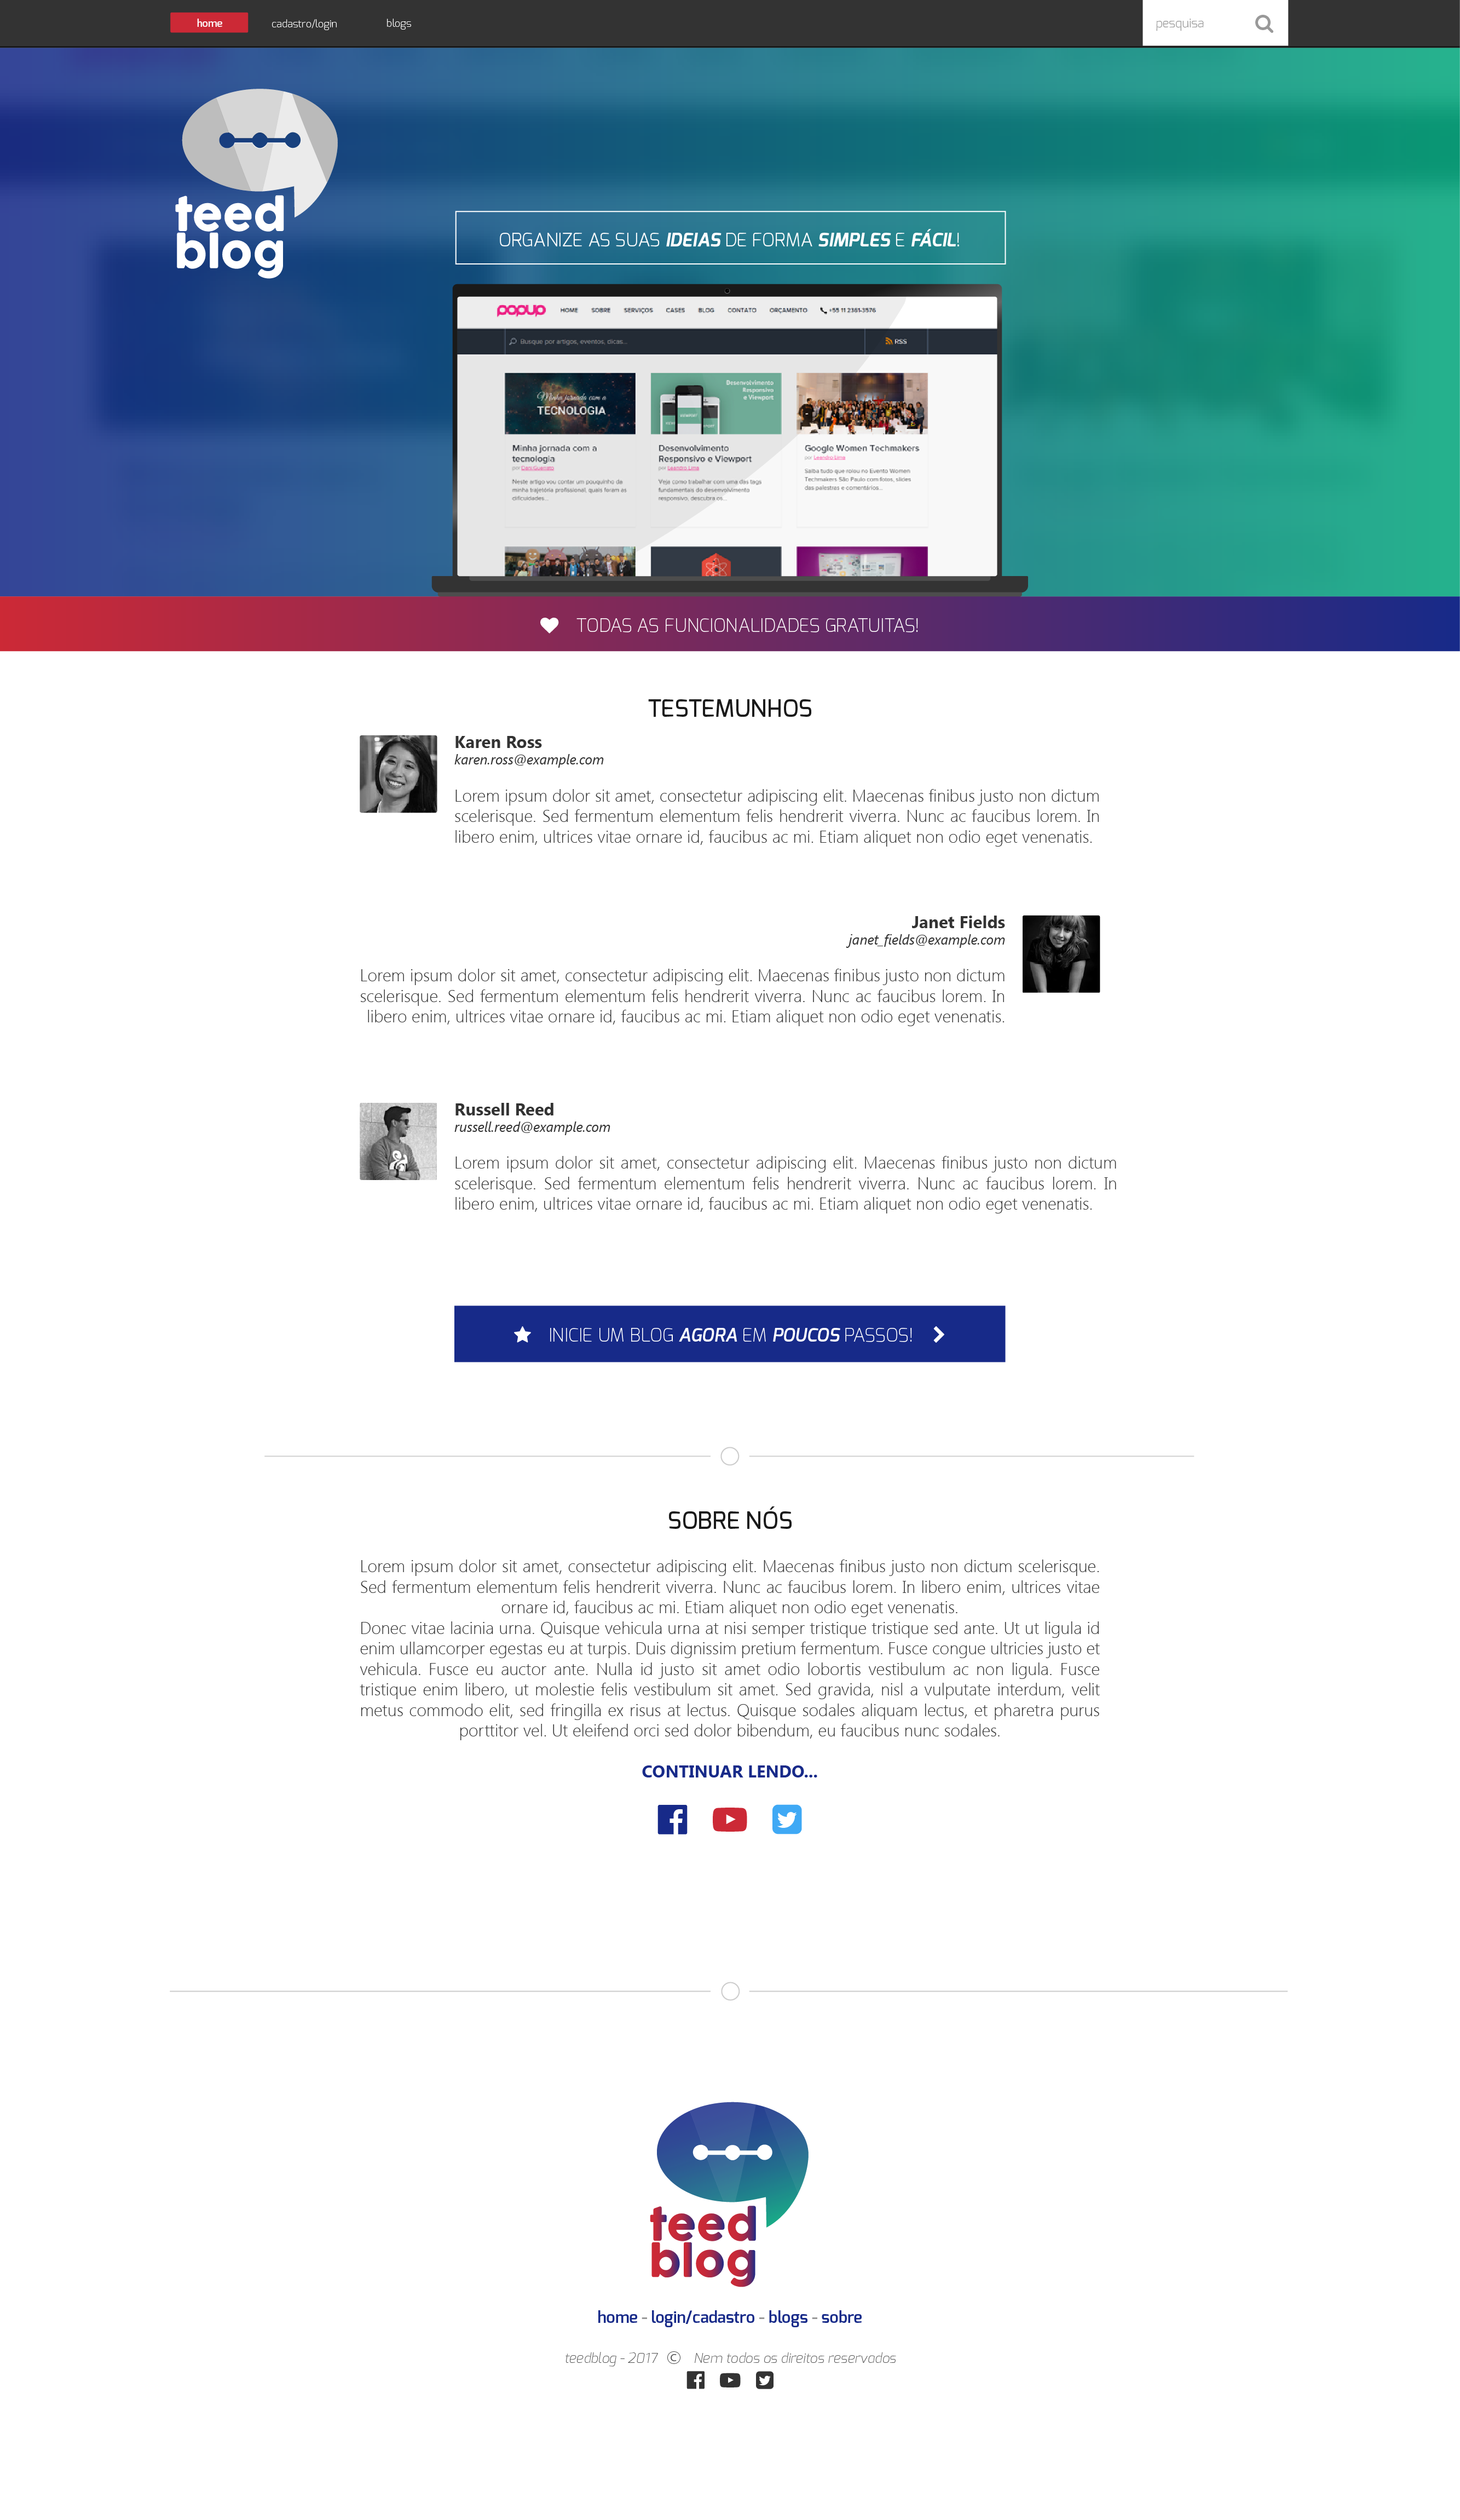 home
cadastro/login
blogs
pesquisa
teed
blog
ORGANIZE AS SUAS IDEIAS DE FORMA SIMPLES E FÁCIL!
popup
HOME
SOBRE
SERVIÇOS
CASES
BLOG
CONTATO
ORÇAMENTO
+55 11 2361-3576
Busque por artigos, eventos, dicas...
RSS
Minha jornada com a
TECNOLOGIA
Desenvolvimento
Responsivo
e Viewport
Minha jornada com a
tecnologia
Neste artigo vou contar um pouquinho da
minha trajetória profissional, quais foram as
dificuldades...
Desenvolvimento
Responsivo e Viewport
por Leandro Lima
Veja como trabalhar com uma das tags
fundamentais do desenvolvimento
responsivo, descubra os...
Google Women Techmakers
por Leandro Lima
Saiba tudo que rolou no Evento Women
Techmakers São Paulo com fotos, slides
das palestras e comentários...
TODAS AS FUNCIONALIDADES GRATUITAS!
TESTEMUNHOS
Karen Ross
karen.ross@example.com
Lorem ipsum dolor sit amet, consectetur adipiscing elit. Maecenas finibus justo non dictum
scelerisque. Sed fermentum elementum felis hendrerit viverra. Nunc ac faucibus lorem. In
libero enim, ultrices vitae ornare id, faucibus ac mi. Etiam aliquet non odio eget venenatis.
Janet Fields
janet_fields@example.com
Lorem ipsum dolor sit amet, consectetur adipiscing elit. Maecenas finibus justo non dictum
scelerisque. Sed fermentum elementum felis hendrerit viverra. Nunc ac faucibus lorem. In
libero enim, ultrices vitae ornare id, faucibus ac mi. Etiam aliquet non odio eget venenatis.
Russell Reed
russell.reed@example.com
Lorem ipsum dolor sit amet, consectetur adipiscing elit. Maecenas finibus justo non dictum
scelerisque. Sed fermentum elementum felis hendrerit viverra. Nunc ac faucibus lorem. In
libero enim, ultrices vitae ornare id, faucibus ac mi. Etiam aliquet non odio eget venenatis.
INICIE UM BLOG AGORA EM POUCOS PASSOS!
SOBRE NÓS
Lorem ipsum dolor sit amet, consectetur adipiscing elit. Maecenas finibus justo non dictum scelerisque.
Sed fermentum elementum felis hendrerit viverra. Nunc ac faucibus lorem. In libero enim, ultrices vitae
ornare id, faucibus ac mi. Etiam aliquet non odio eget venenatis.
Donec vitae lacinia urna. Quisque vehicula urna at nisi semper tristique tristique sed ante. Ut ut ligula id
enim ullamcorper egestas eu at turpis. Duis dignissim pretium fermentum. Fusce congue ultricies justo et
vehicula. Fusce eu auctor ante. Nulla id justo sit amet odio lobortis vestibulum ac non ligula. Fusce
tristique enim libero, ut molestie felis vestibulum sit amet. Sed gravida, nisl a vulputate interdum, velit
metus commodo elit, sed fringilla ex risus at lectus. Quisque sodales aliquam lectus, et pharetra purus
porttitor vel. Ut eleifend orci sed dolor bibendum, eu faucibus nunc sodales.
CONTINUAR LENDO...
teed
blog
home - login/cadastro - blogs - sobre
teedblog - 2017 © Nem todos os direitos reservados